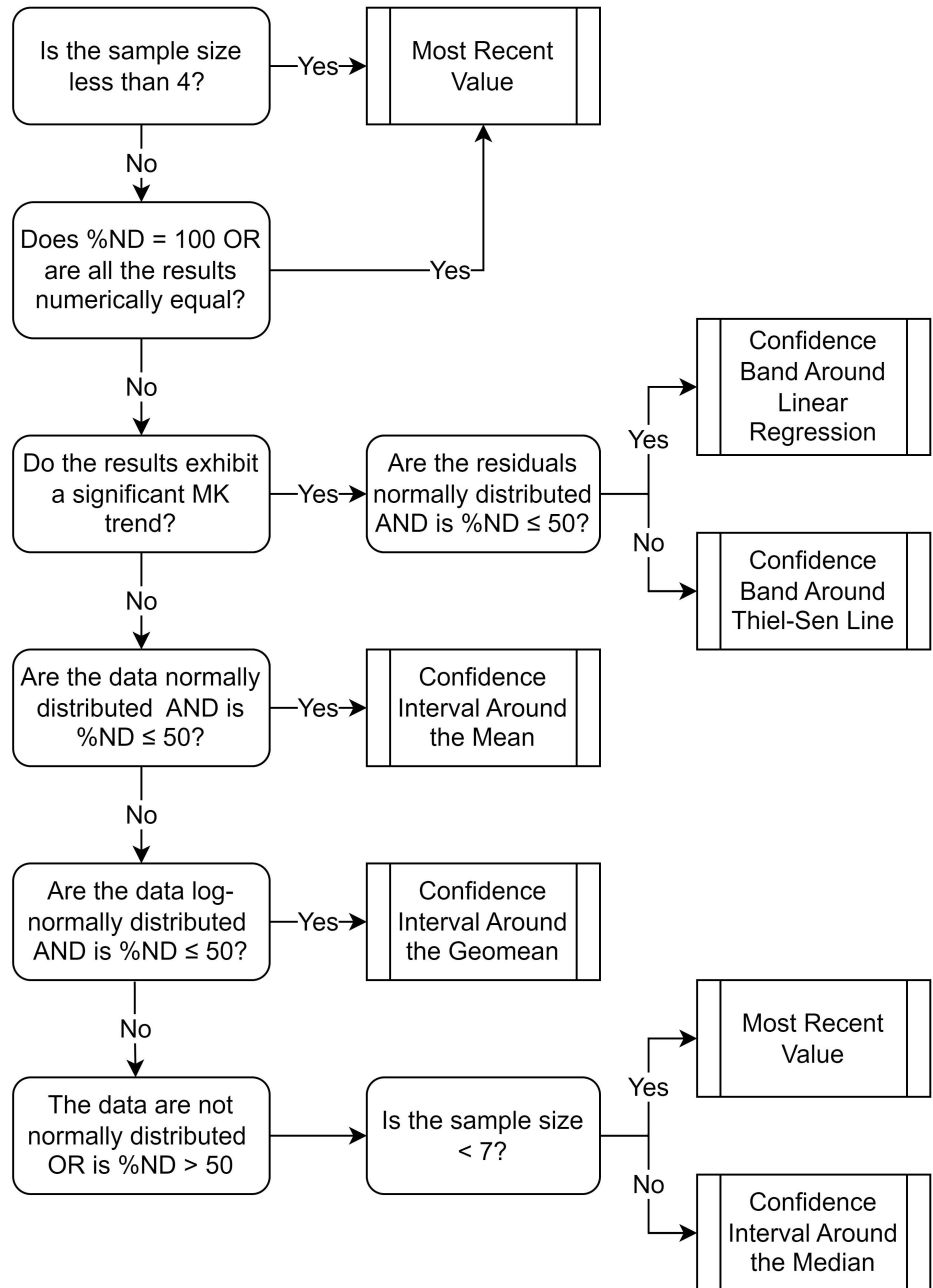 Is the sample size
less than 4?
Yes
Most Recent
Value
No
Does %ND = 100 OR
are all the results
numerically equal?
Yes
No
Do the results exhibit
a significant MK
trend?
Yes
Are the residuals
normally distributed
AND is %ND ≤ 50?
Yes
Confidence
Band Around
Linear
Regression
No
Confidence
Band Around
Thiel-Sen Line
No
Are the data normally
distributed AND is
%ND ≤ 50?
Yes
Confidence
Interval Around
the Mean
No
Are the data log-
normally distributed
AND is %ND ≤ 50?
Yes
Confidence
Interval Around
the Geomean
No
The data are not
normally distributed
OR is %ND > 50
Is the sample size
< 7?
Yes
Most Recent
Value
No
Confidence
Interval Around
the Median